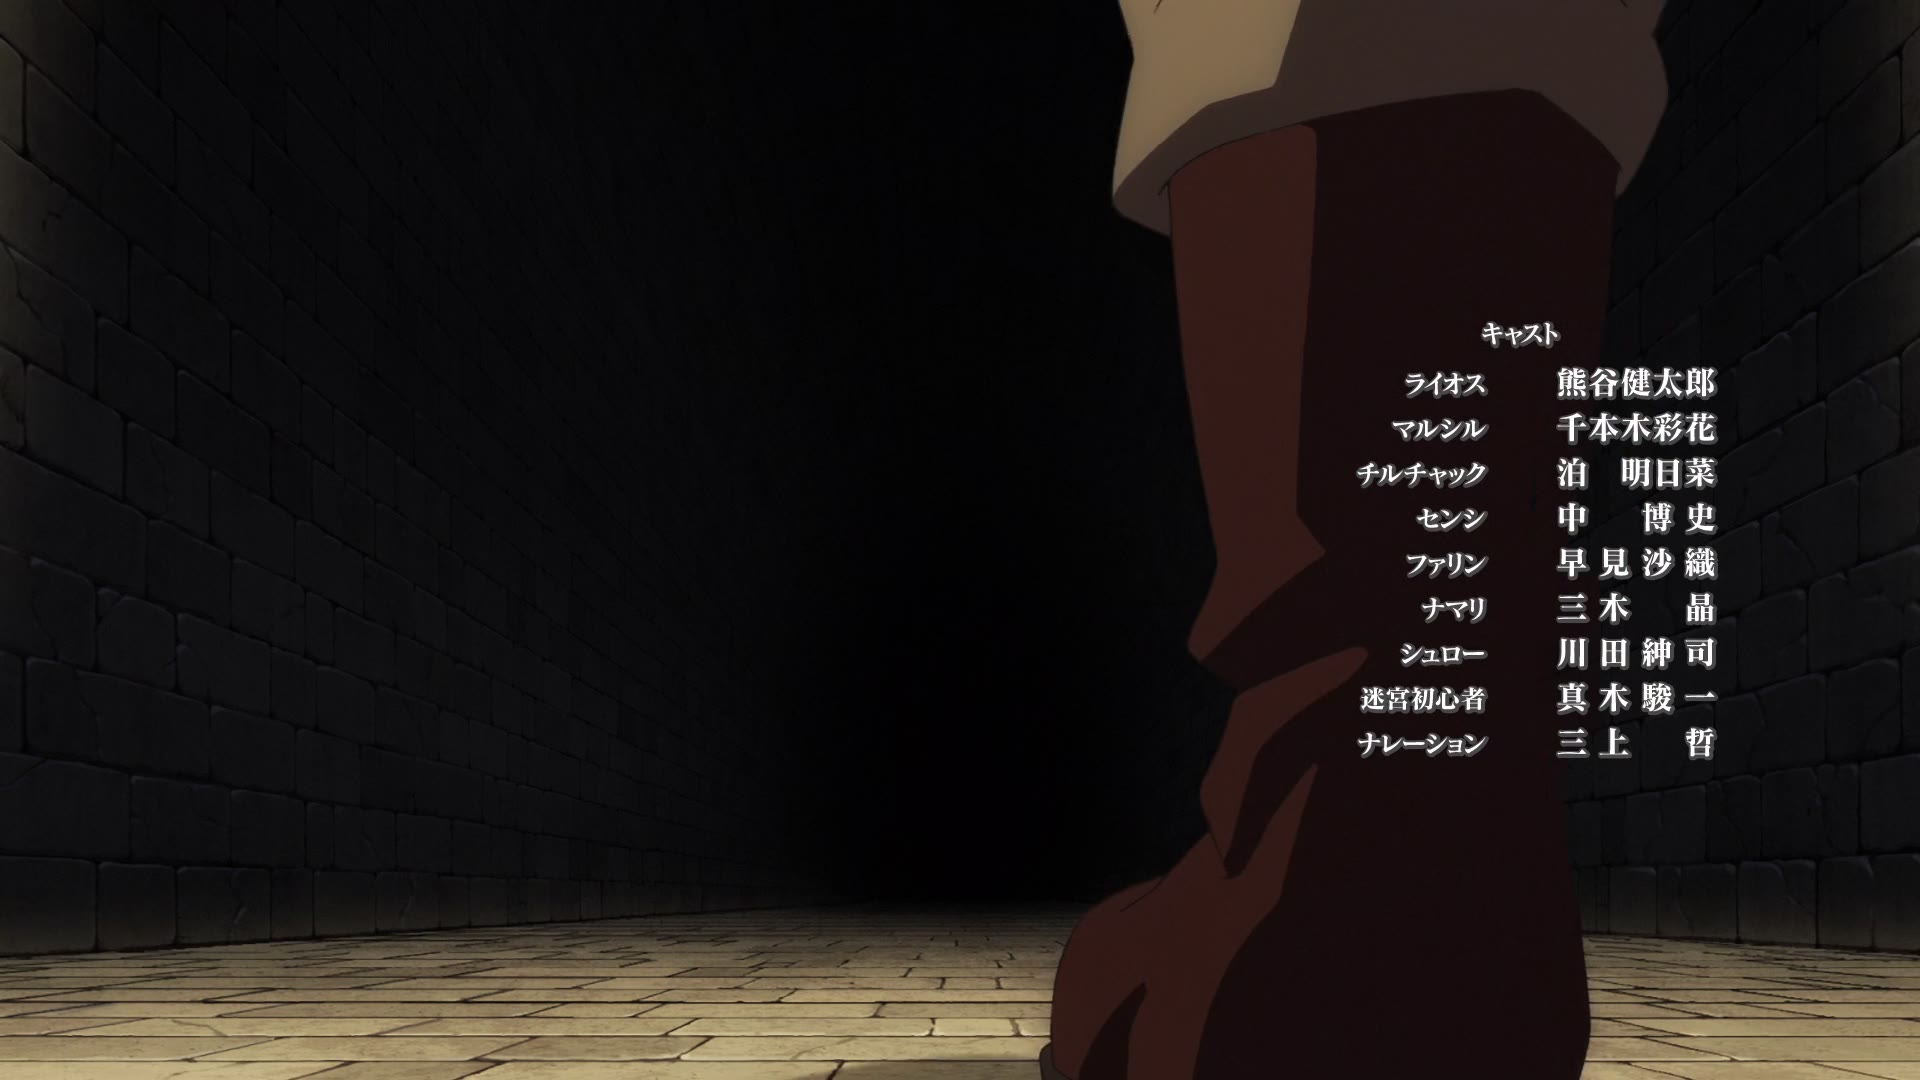 キャスト
ライオス 熊谷健太郎
マルシル 千本木彩花
チルチャック 泊 明日菜
センシ 中 博史
ファリン 早見沙織
ナマリ 三木 晶
シュロー 川田紳司
迷宮初心者 真木駿一
ナレーション 三上 哲